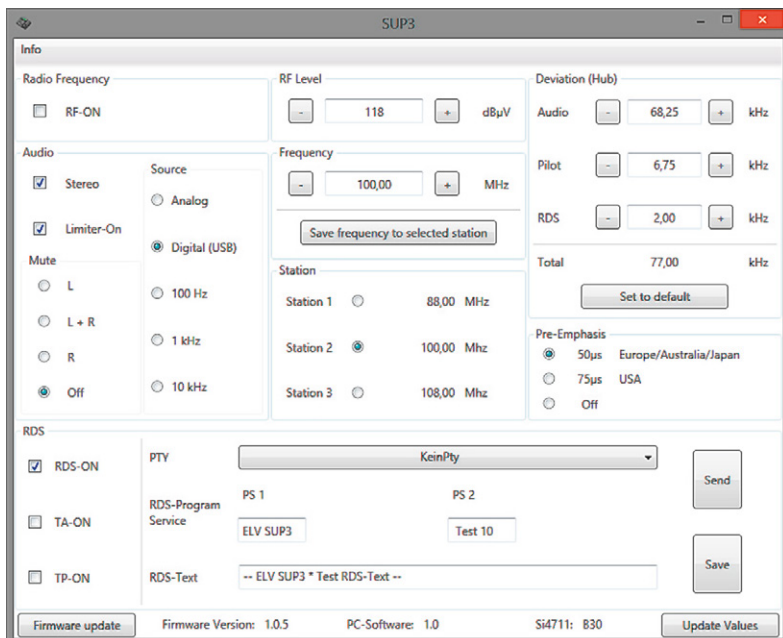 SUP3
Info
Radio Frequency
RF-ON
RF Level
- 118 + dBµV
Deviation (Hub)
Audio - 68,25 + kHz
Pilot - 6,75 + kHz
RDS - 2,00 + kHz
Total 77,00 kHz
Set to default
Audio
Stereo
Limiter-On
Mute
L
L + R
R
Off
Source
Analog
Digital (USB)
100 Hz
1 kHz
10 kHz
Frequency
- 100,00 + MHz
Save frequency to selected station
Station
Station 1 88,00 MHz
Station 2 100,00 Mhz
Station 3 108,00 Mhz
Pre-Emphasis
50µs Europe/Australia/Japan
75µs USA
Off
RDS
RDS-ON
TA-ON
TP-ON
PTY KeinPty
RDS-Program
Service
PS 1 PS 2
ELV SUP3 Test 10
RDS-Text -- ELV SUP3 * Test RDS-Text --
Send
Save
Firmware update Firmware Version: 1.0.5 PC-Software: 1.0 Si4711: B30 Update Values